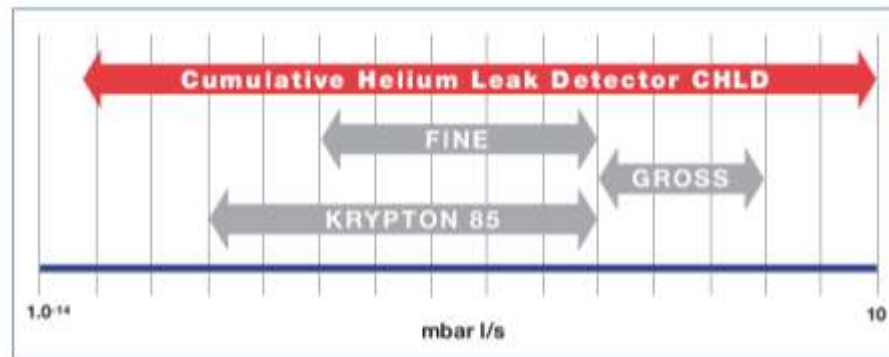 Cumulative Helium Leak Detector CHLD
FINE
GROSS
KRYPTON 85
1.0⁻¹⁴
10
mbar l/s